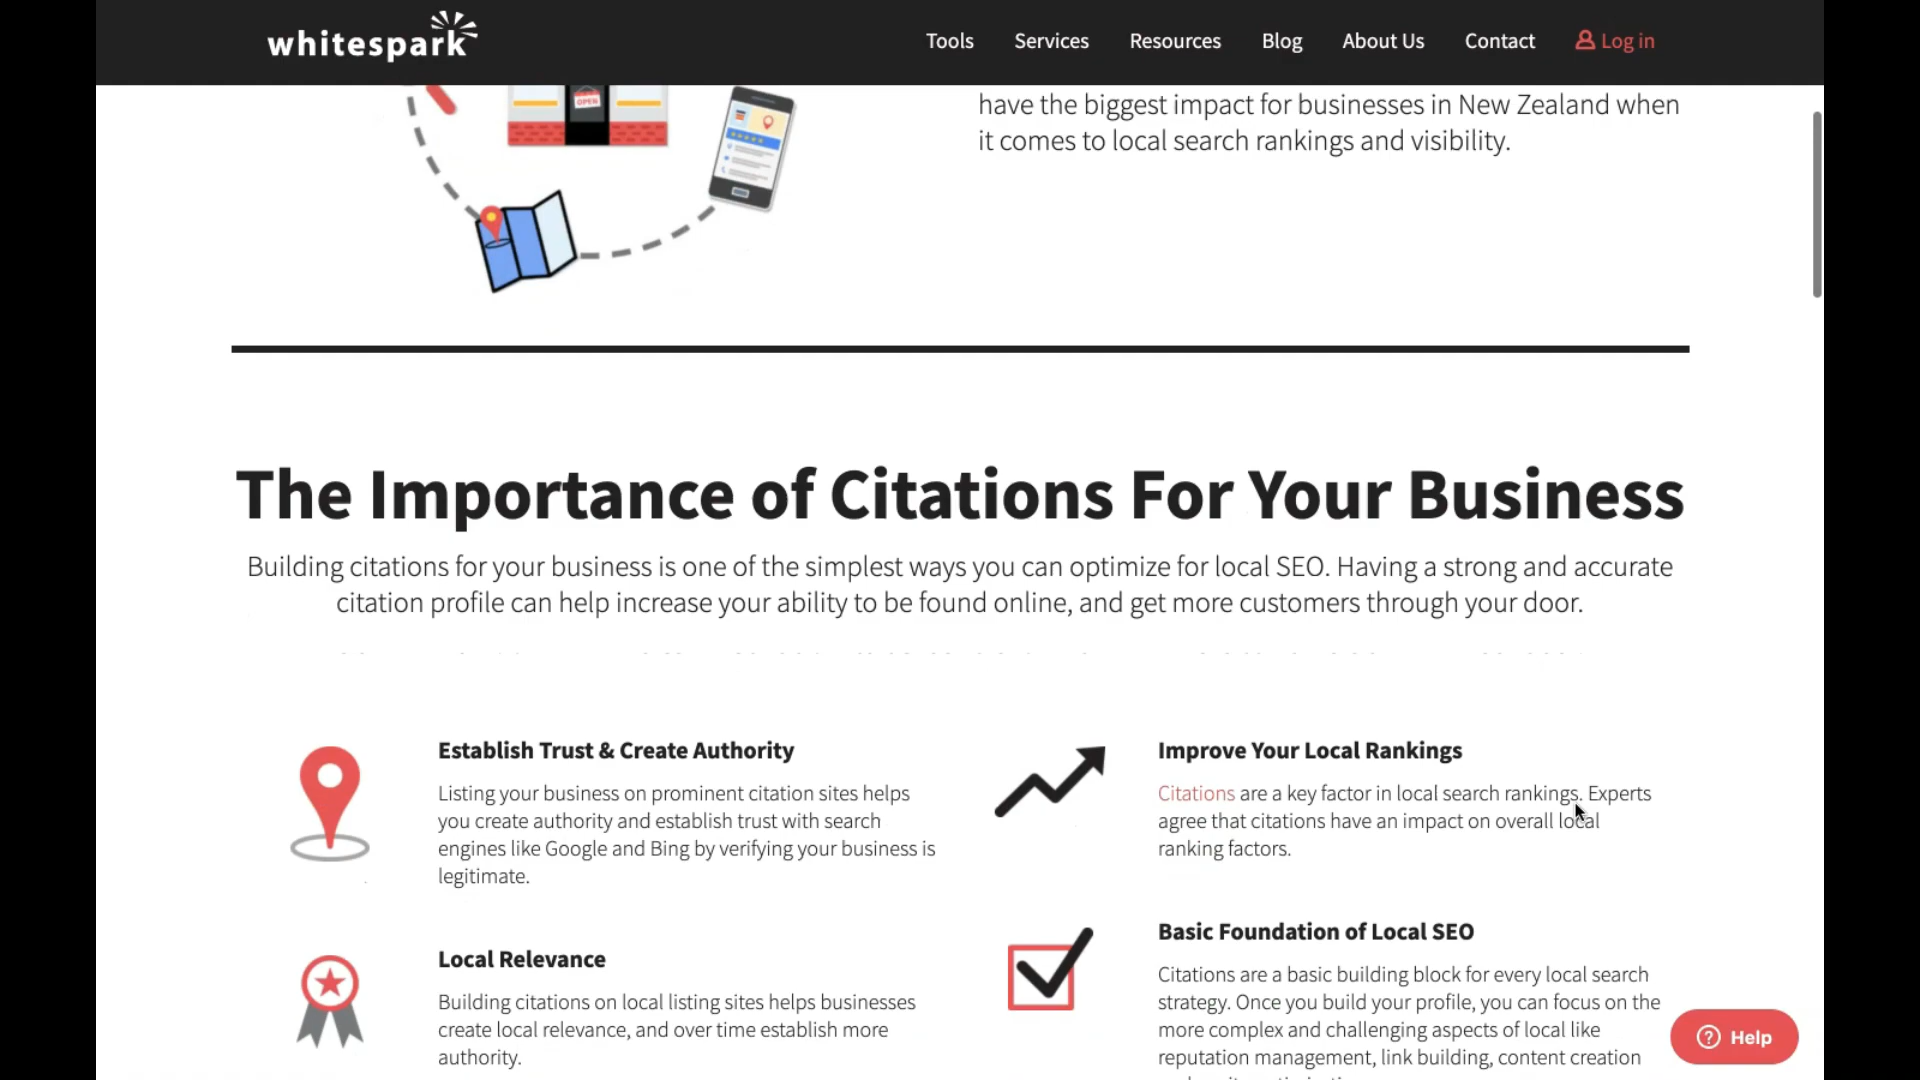 whitespark
Tools Services Resources Blog About Us Contact Log in
OPEN
have the biggest impact for businesses in New Zealand when
it comes to local search rankings and visibility.
The Importance of Citations For Your Business
Building citations for your business is one of the simplest ways you can optimize for local SEO. Having a strong and accurate
citation profile can help increase your ability to be found online, and get more customers through your door.
Establish Trust & Create Authority
Listing your business on prominent citation sites helps
you create authority and establish trust with search
engines like Google and Bing by verifying your business is
legitimate.
Improve Your Local Rankings
Citations are a key factor in local search rankings. Experts
agree that citations have an impact on overall local
ranking factors.
Local Relevance
Building citations on local listing sites helps businesses
create local relevance, and over time establish more
authority.
Basic Foundation of Local SEO
Citations are a basic building block for every local search
strategy. Once you build your profile, you can focus on the
more complex and challenging aspects of local like
reputation management, link building, content creation
Help